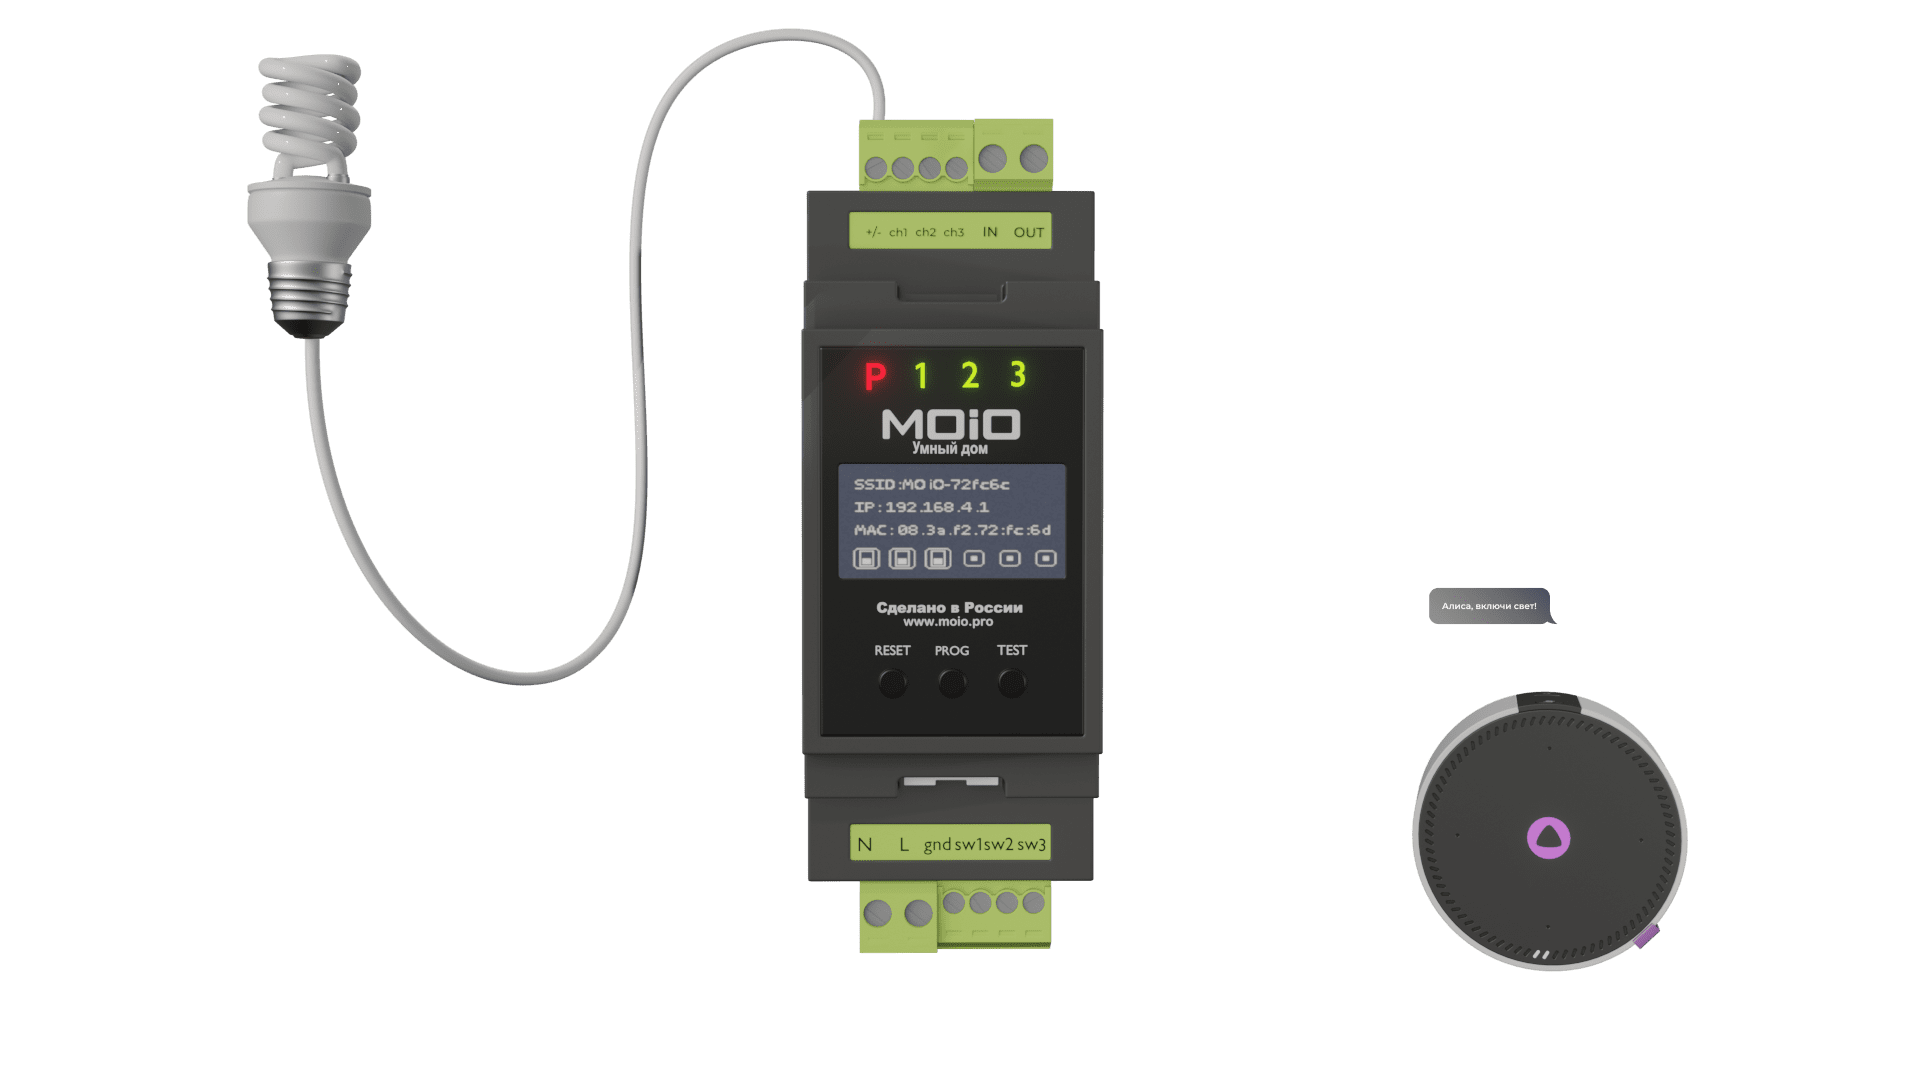 +/- ch1 ch2 ch3 IN OUT
P 1 2 3
MOiO
Умный дом
SSID:MOiO-72fc6c
IP:192.168.4.1
MAC:08.3a.f2.72:fc:6d
Сделано в России
www.moio.pro
RESET PROG TEST
N L gnd sw1 sw2 sw3
Алиса, включи свет!